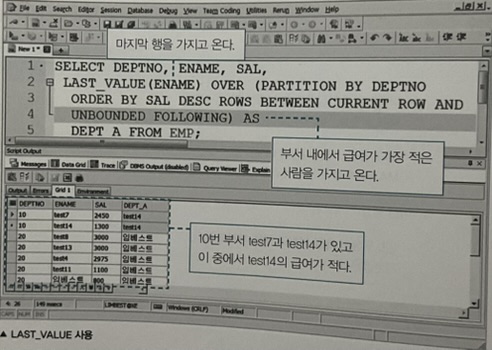 File Edit Search Editor Session Database Debug View Team Coding Utilities Rerun Window Help
New 1 *
마지막 행을 가지고 온다.
1 SELECT DEPTNO, ENAME, SAL,
2 LAST_VALUE(ENAME) OVER (PARTITION BY DEPTNO
3 ORDER BY SAL DESC ROWS BETWEEN CURRENT ROW AND
4 UNBOUNDED FOLLOWING) AS
5 DEPT_A FROM EMP;
부서 내에서 급여가 가장 적은
사람을 가지고 온다.
Script Output
Messages Data Grid Trace DBMS Output (disabled) Query Viewer Explain
Output Errors Grid 1 Environment
DEPTNO ENAME SAL DEPT_A
10 test7 2450 test14
10 test14 1300 test14
20 test8 3000 임베스트
20 test13 3000 임베스트
20 test4 2975 임베스트
20 test11 1100 임베스트
20 임베스트 800
10번 부서 test7과 test14가 있고
이 중에서 test14의 급여가 적다.
4: 26 LIMBEST@XE Windows (CRLF) Modified
▲ LAST_VALUE 사용